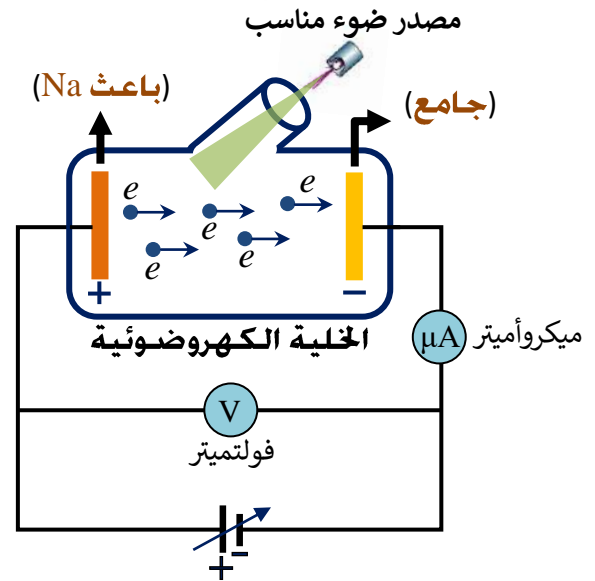 مصدر ضوء مناسب
(باعث Na)
(جامع)
e
e
e
e
e
+
−
الخلية الكهروضوئية
μA
ميكروأميتر
V
فولتميتر
−
+